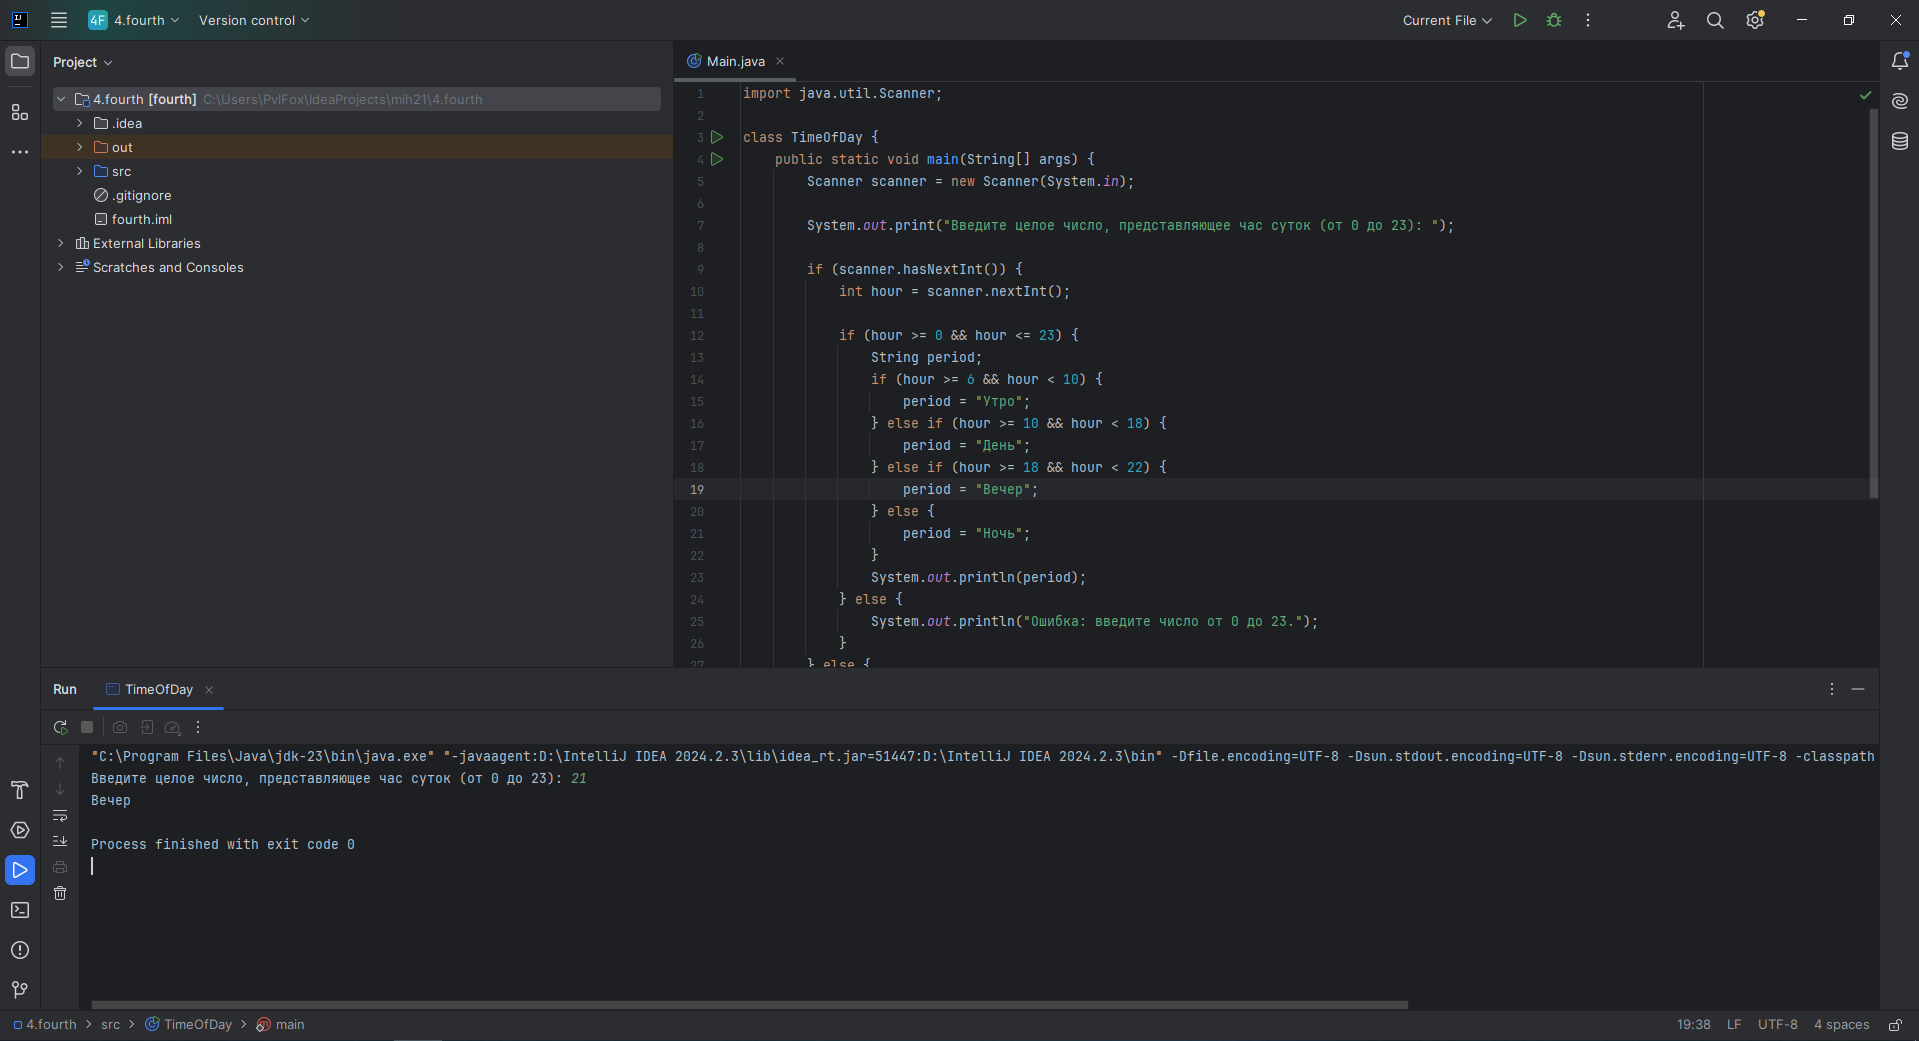 4F 4.fourth Version control Current File
Project
4.fourth [fourth] C:\Users\PvlFox\IdeaProjects\mih21\4.fourth
.idea
out
src
.gitignore
fourth.iml
External Libraries
Scratches and Consoles
Main.java
1 import java.util.Scanner;
2
3 class TimeOfDay {
4 public static void main(String[] args) {
5 Scanner scanner = new Scanner(System.in);
6
7 System.out.print("Введите целое число, представляющее час суток (от 0 до 23): ");
8
9 if (scanner.hasNextInt()) {
10 int hour = scanner.nextInt();
11
12 if (hour >= 0 && hour <= 23) {
13 String period;
14 if (hour >= 6 && hour < 10) {
15 period = "Утро";
16 } else if (hour >= 10 && hour < 18) {
17 period = "День";
18 } else if (hour >= 18 && hour < 22) {
19 period = "Вечер";
20 } else {
21 period = "Ночь";
22 }
23 System.out.println(period);
24 } else {
25 System.out.println("Ошибка: введите число от 0 до 23.");
26 }
27 } else {
Run TimeOfDay
"C:\Program Files\Java\jdk-23\bin\java.exe" "-javaagent:D:\IntelliJ IDEA 2024.2.3\lib\idea_rt.jar=51447:D:\IntelliJ IDEA 2024.2.3\bin" -Dfile.encoding=UTF-8 -Dsun.stdout.encoding=UTF-8 -Dsun.stderr.encoding=UTF-8 -classpath
Введите целое число, представляющее час суток (от 0 до 23): 21
Вечер
Process finished with exit code 0
4.fourth > src > TimeOfDay > main 19:38 LF UTF-8 4 spaces